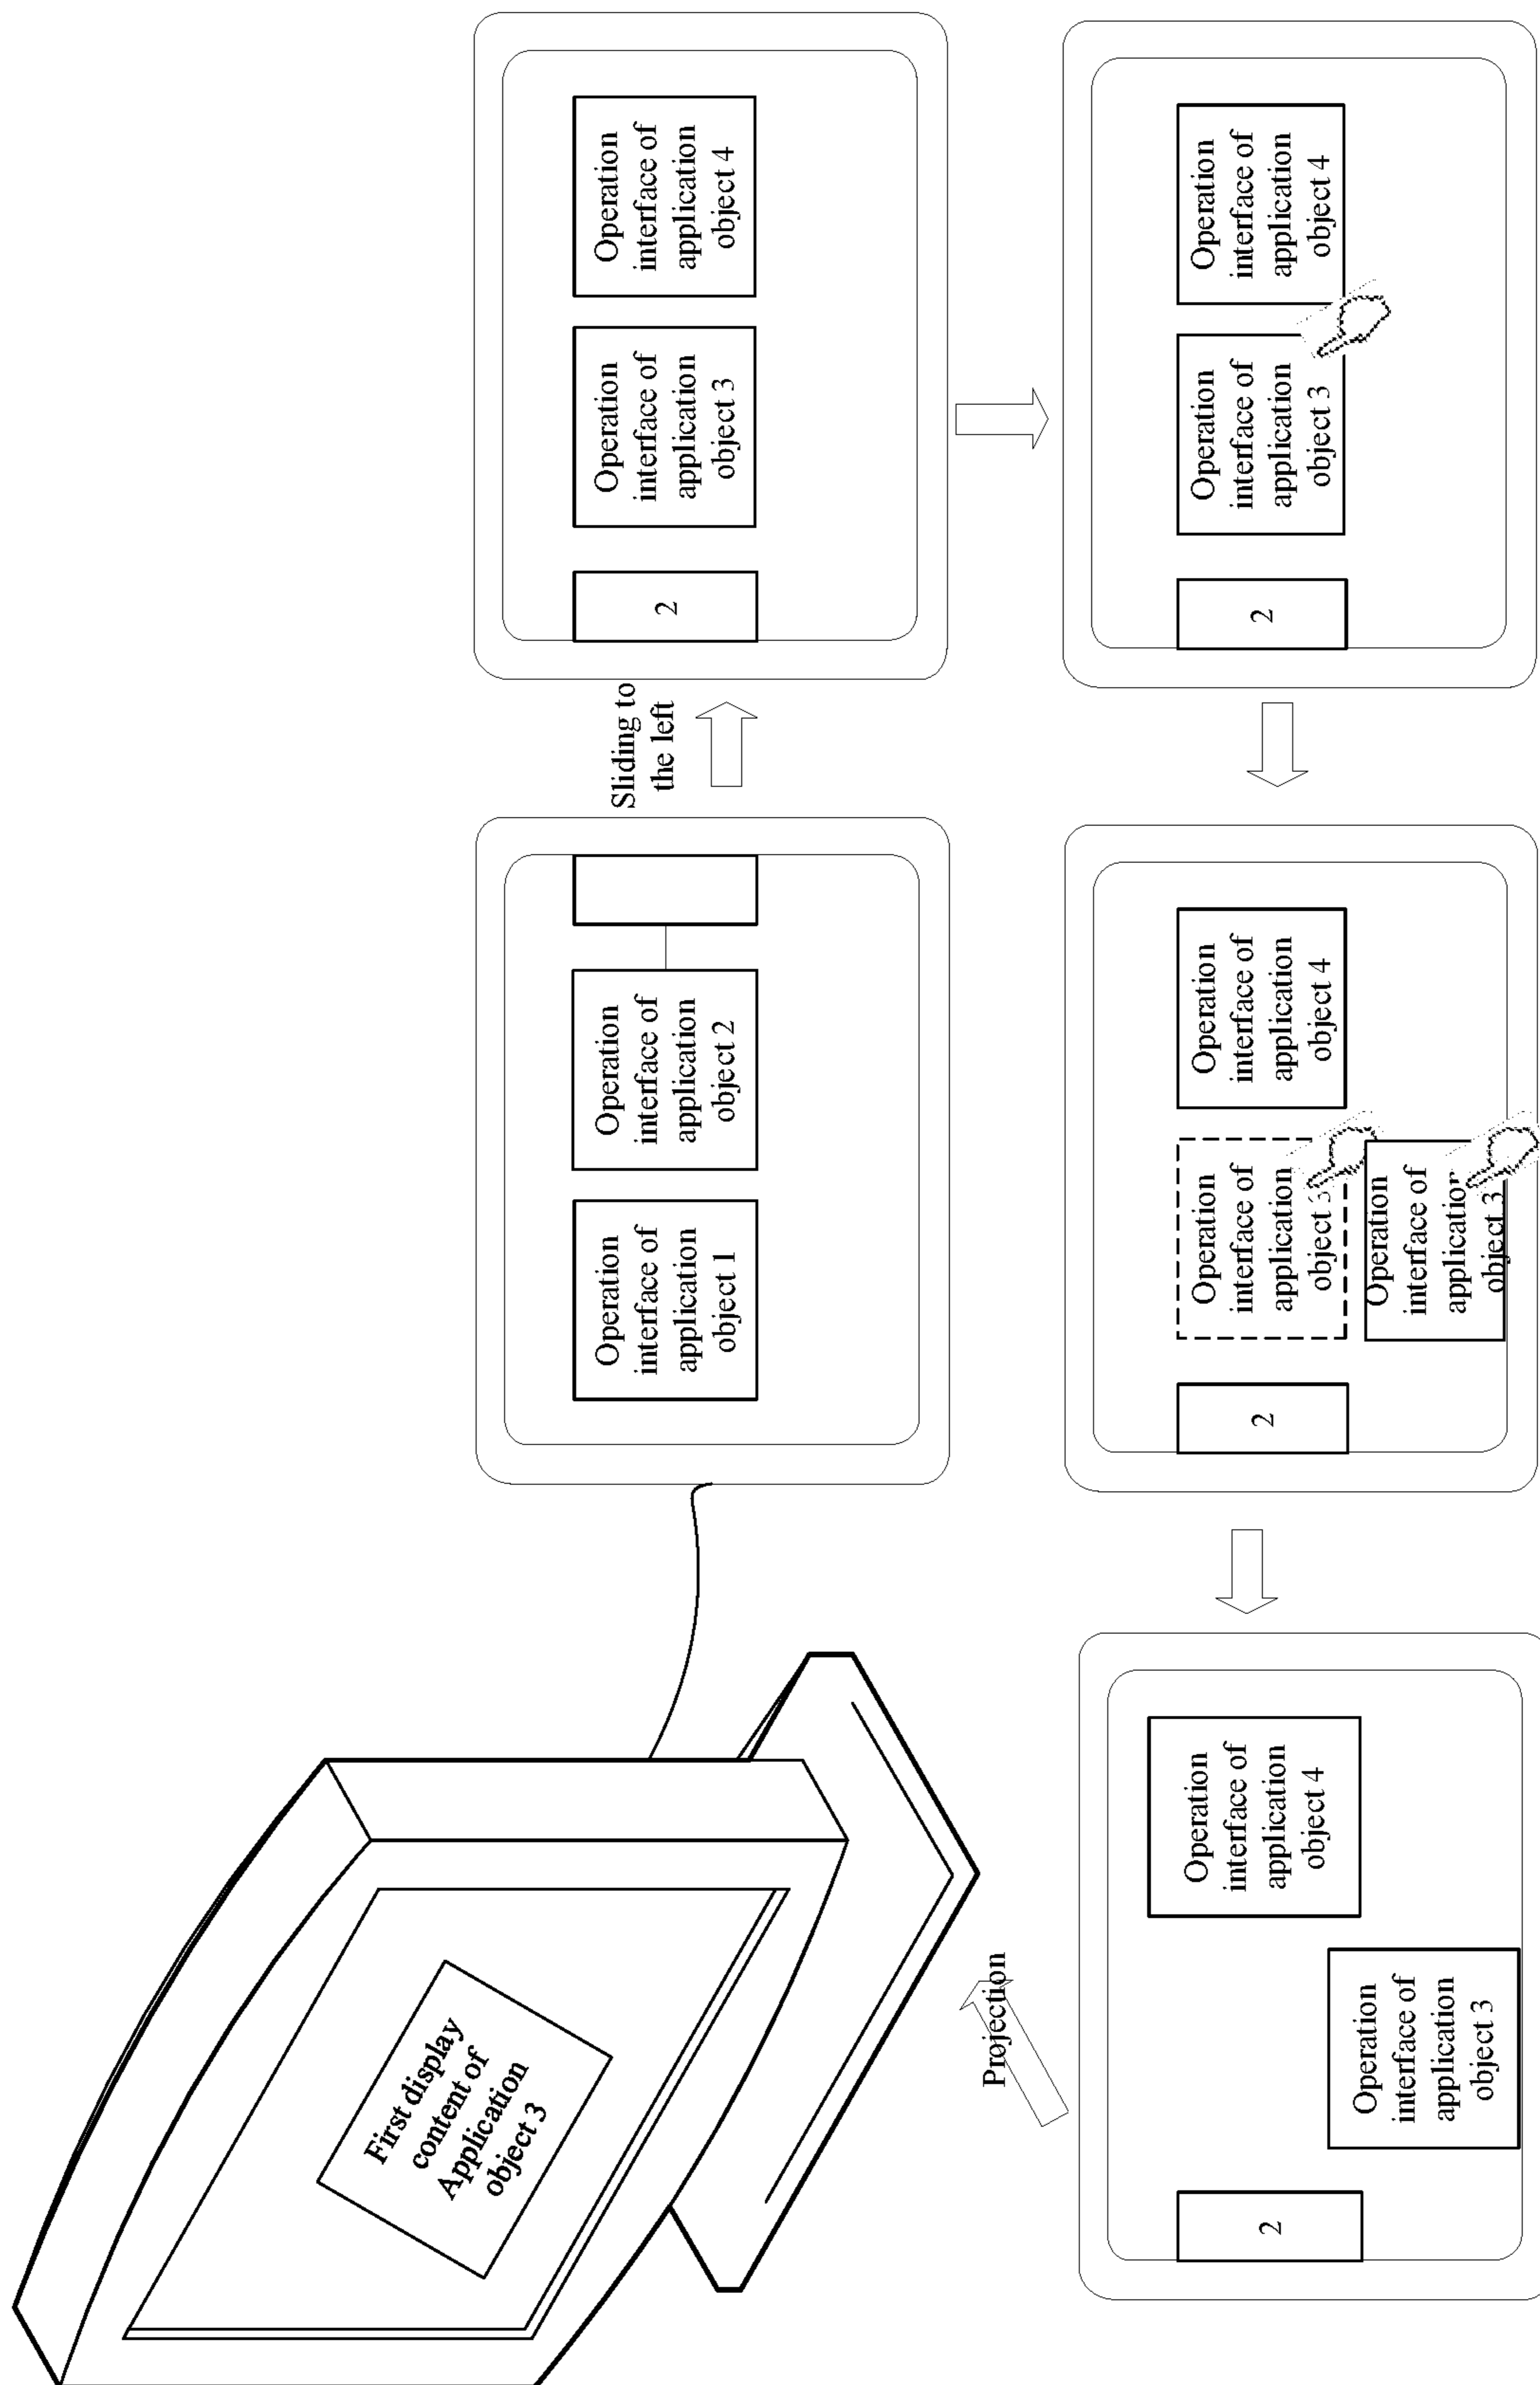 First display
content of
Application
object 3
Operation
interface of
application
object 1
Operation
interface of
application
object 2
Sliding to
the left
2
Operation
interface of
application
object 3
Operation
interface of
application
object 4
Projection
2
Operation
interface of
application
object 3
Operation
interface of
application
object 4
2
Operation
interface of
application
object 3
Operation
interface of
application
object 4
Operation
interface of
application
object 3
2
Operation
interface of
application
object 3
Operation
interface of
application
object 4